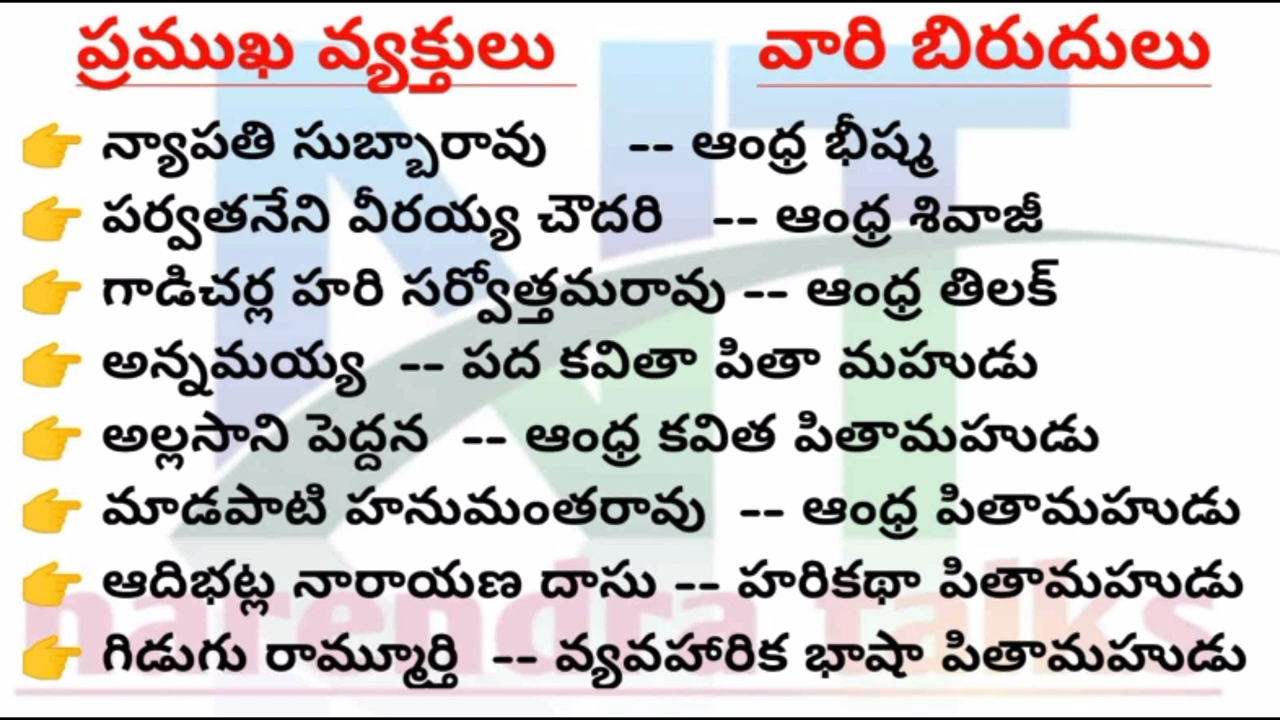 ప్రముఖ వ్యక్తులు వారి బిరుదులు
👉 న్యాపతి సుబ్బారావు -- ఆంధ్ర భీష్మ
👉 పర్వతనేని వీరయ్య చౌదరి -- ఆంధ్ర శివాజీ
👉 గాడిచర్ల హరి సర్వోత్తమరావు -- ఆంధ్ర తిలక్
👉 అన్నమయ్య -- పద కవితా పితా మహుడు
👉 అల్లసాని పెద్దన -- ఆంధ్ర కవిత పితామహుడు
👉 మాడపాటి హనుమంతరావు -- ఆంధ్ర పితామహుడు
👉 ఆదిభట్ల నారాయణ దాసు -- హరికథా పితామహుడు
👉 గిడుగు రామ్మూర్తి -- వ్యవహారిక భాషా పితామహుడు
NT
narendra talks